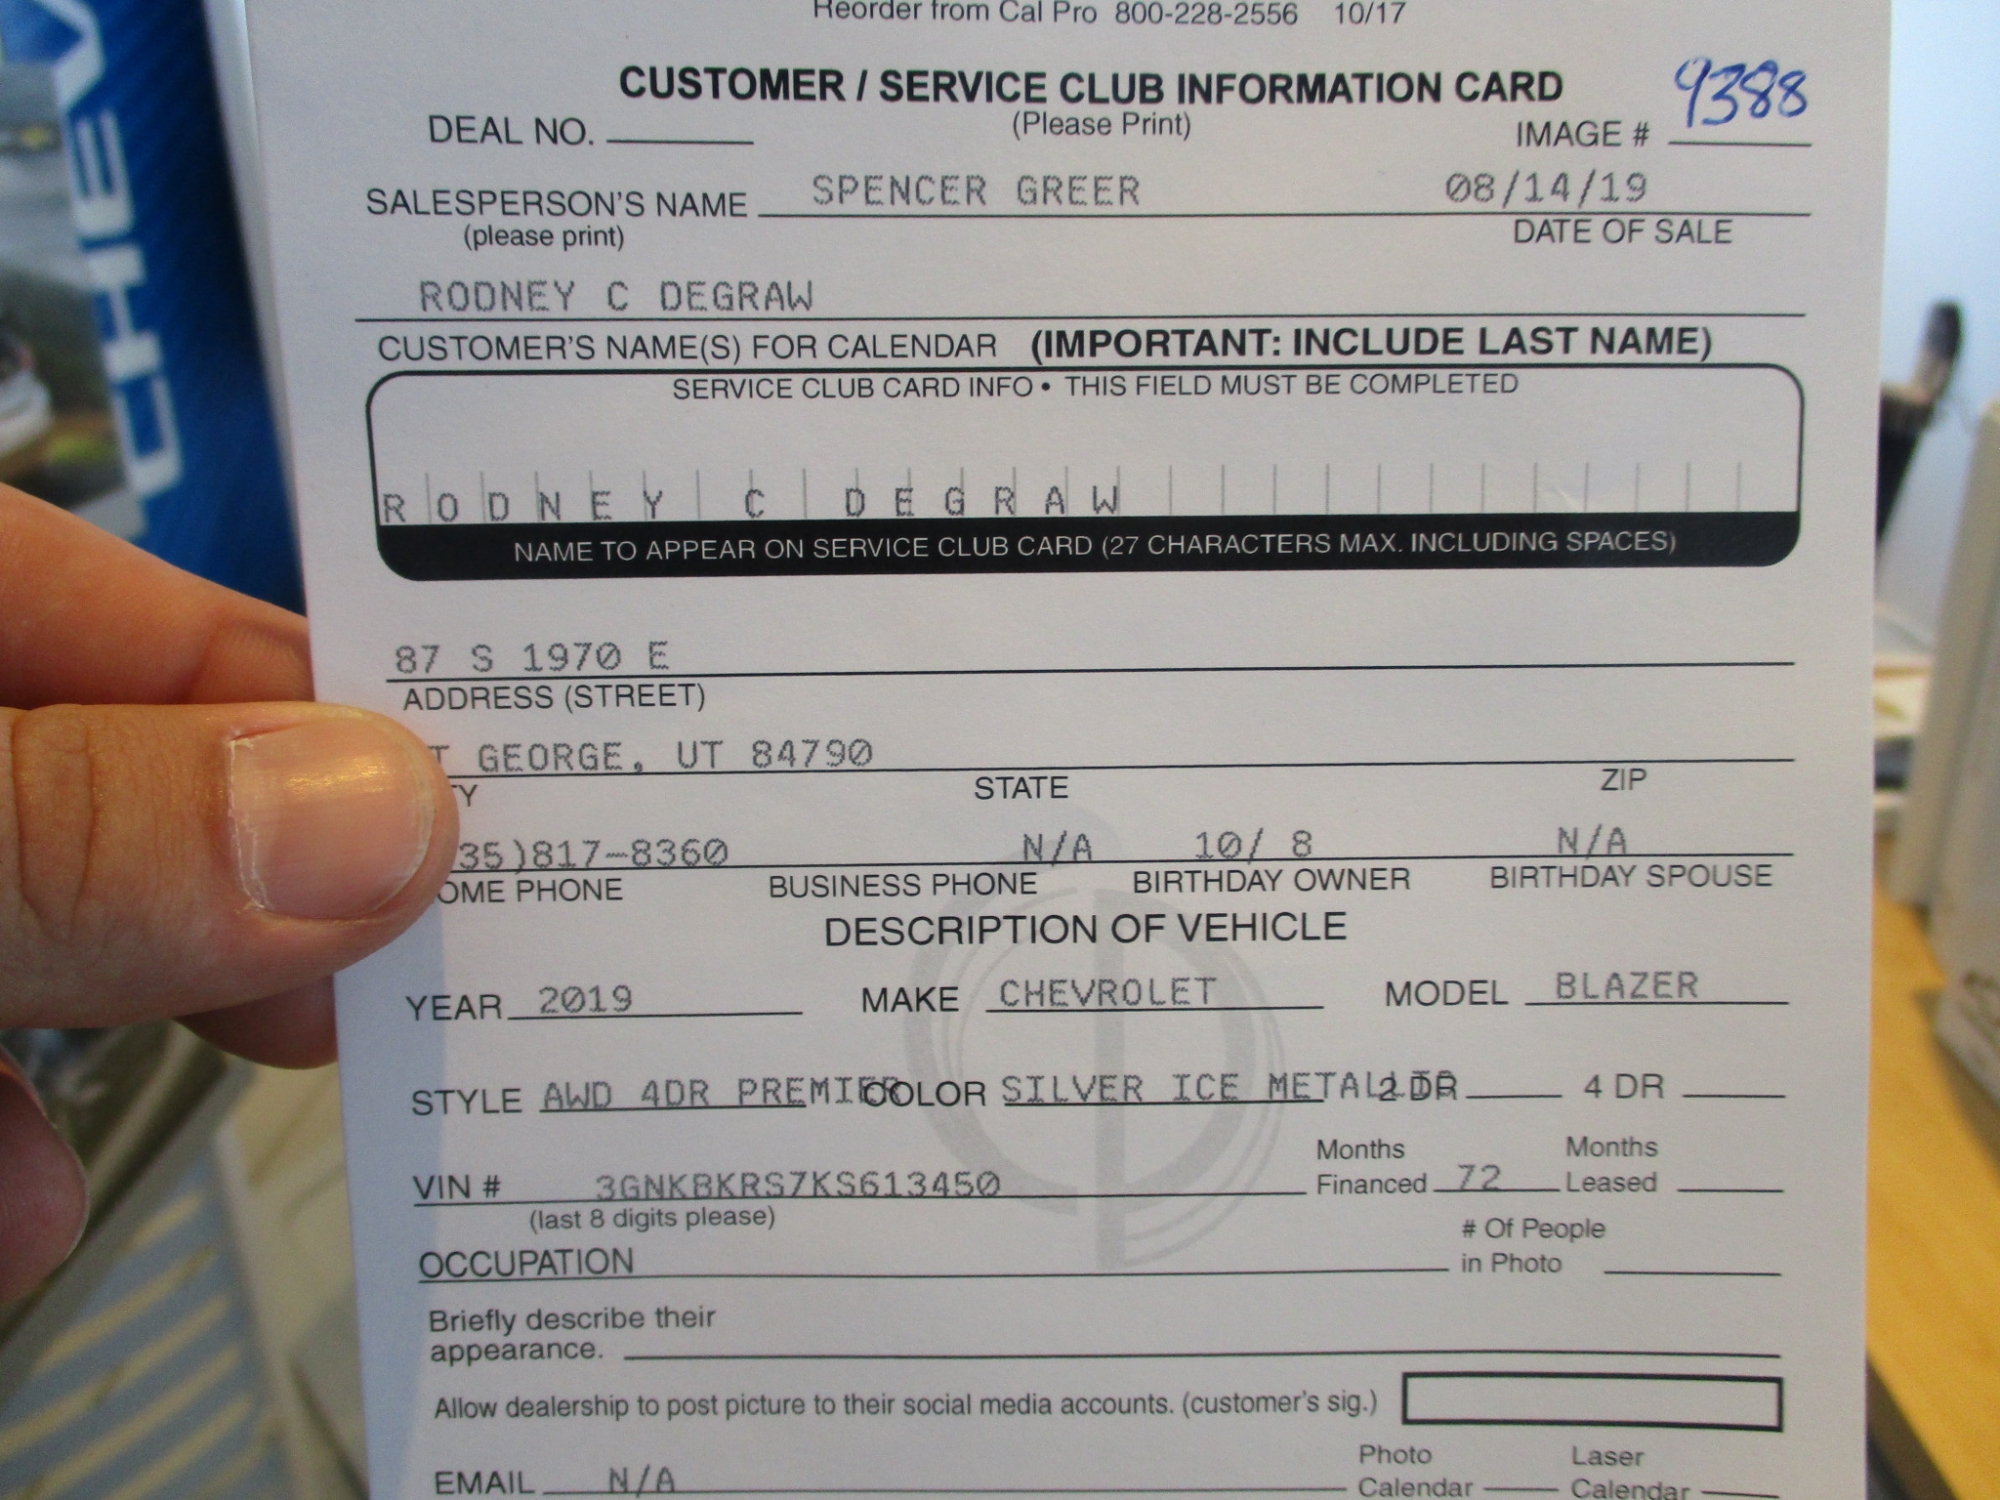 Reorder from Cal Pro 800-228-2556 10/17
CUSTOMER / SERVICE CLUB INFORMATION CARD 9388
DEAL NO. (Please Print) IMAGE #
SALESPERSON'S NAME SPENCER GREER 08/14/19
(please print) DATE OF SALE
RODNEY C DEGRAW
CUSTOMER'S NAME(S) FOR CALENDAR (IMPORTANT: INCLUDE LAST NAME)
SERVICE CLUB CARD INFO • THIS FIELD MUST BE COMPLETED
RODNEY C DEGRAW
NAME TO APPEAR ON SERVICE CLUB CARD (27 CHARACTERS MAX. INCLUDING SPACES)
87 S 1970 E
ADDRESS (STREET)
T GEORGE, UT 84790
TY STATE ZIP
35)817-8360 N/A 10/ 8 N/A
OME PHONE BUSINESS PHONE BIRTHDAY OWNER BIRTHDAY SPOUSE
DESCRIPTION OF VEHICLE
YEAR 2019 MAKE CHEVROLET MODEL BLAZER
STYLE AWD 4DR PREMIER COLOR SILVER ICE METALLIC 2 DR 4 DR
VIN # 3GNKBKRS7KS613450 Months Financed 72 Months Leased
(last 8 digits please)
OCCUPATION # Of People in Photo
Briefly describe their
appearance.
Allow dealership to post picture to their social media accounts. (customer's sig.)
EMAIL N/A Photo Calendar Laser Calendar
CHEV